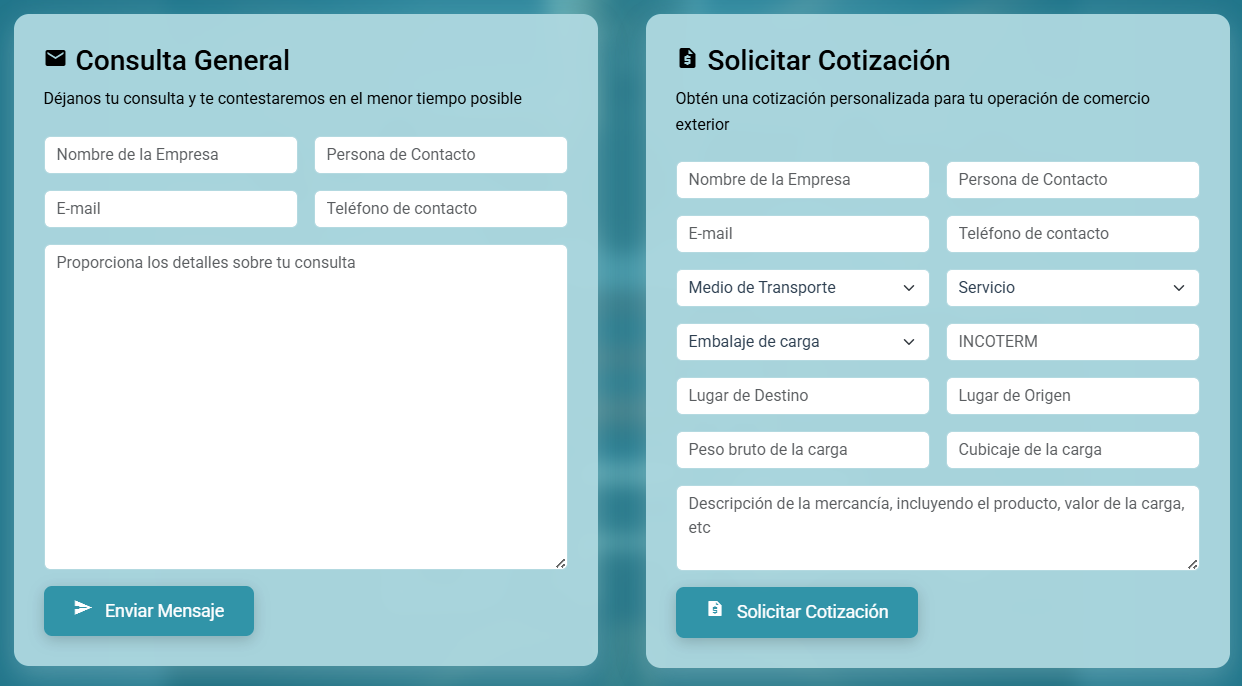 Consulta General
Déjanos tu consulta y te contestaremos en el menor tiempo posible
Nombre de la Empresa
Persona de Contacto
E-mail
Teléfono de contacto
Proporciona los detalles sobre tu consulta
Enviar Mensaje
Solicitar Cotización
Obtén una cotización personalizada para tu operación de comercio
exterior
Nombre de la Empresa
Persona de Contacto
E-mail
Teléfono de contacto
Medio de Transporte
Servicio
Embalaje de carga
INCOTERM
Lugar de Destino
Lugar de Origen
Peso bruto de la carga
Cubicaje de la carga
Descripción de la mercancía, incluyendo el producto, valor de la carga,
etc
Solicitar Cotización